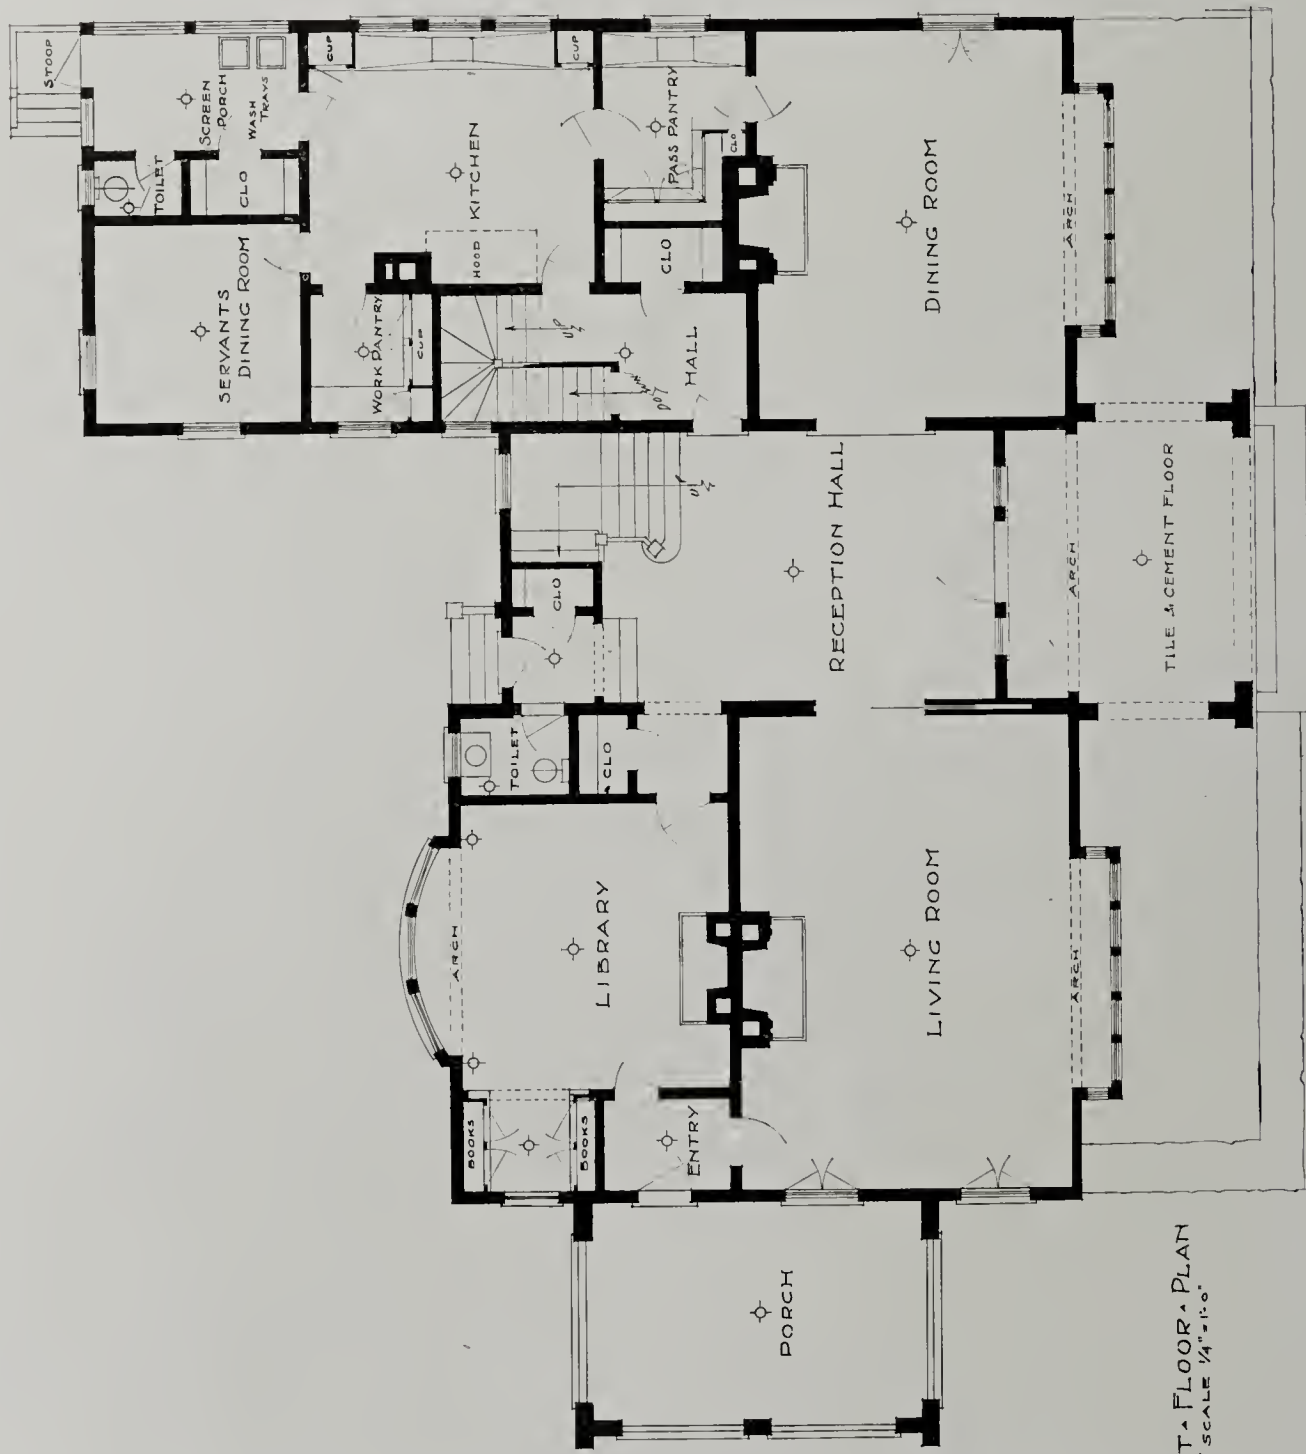 STOOP
SCREEN
PORCH
WASH
TRAYS
TOILET
CLO
CUP
CUP
KITCHEN
HOOD
PASS PANTRY
CLO
CLO
DINING ROOM
ARCH
SERVANTS
DINING ROOM
WORK PANTRY
CUP
UP
HALL
UP
CLO
RECEPTION HALL
ARCH
TILE & CEMENT FLOOR
TOILET
CLO
ARCH
LIBRARY
LIVING ROOM
ARCH
BOOKS
BOOKS
ENTRY
PORCH
FLOOR PLAN
SCALE 1/4" = 1'-0"